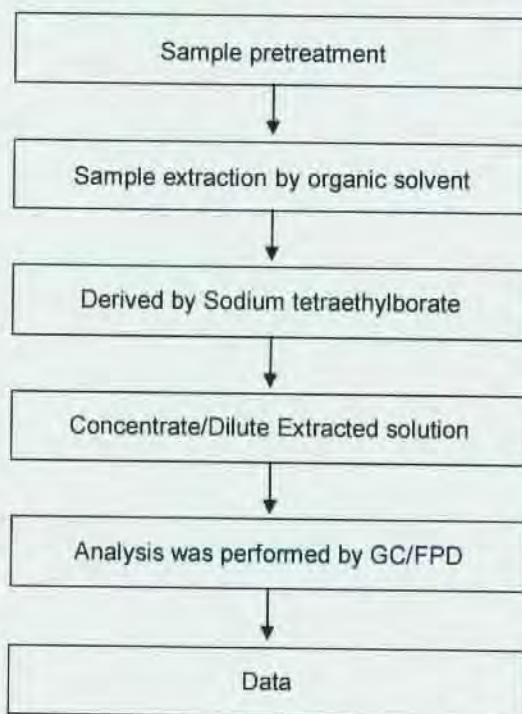 Sample pretreatment
Sample extraction by organic solvent
Derived by Sodium tetraethylborate
Concentrate/Dilute Extracted solution
Analysis was performed by GC/FPD
Data